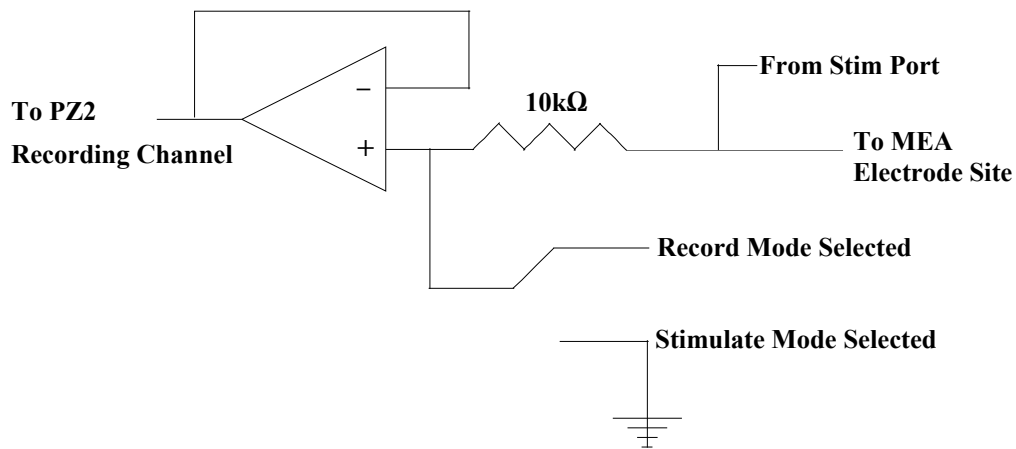 From Stim Port
10kΩ
To PZ2
Recording Channel
−
+
To MEA
Electrode Site
Record Mode Selected
Stimulate Mode Selected